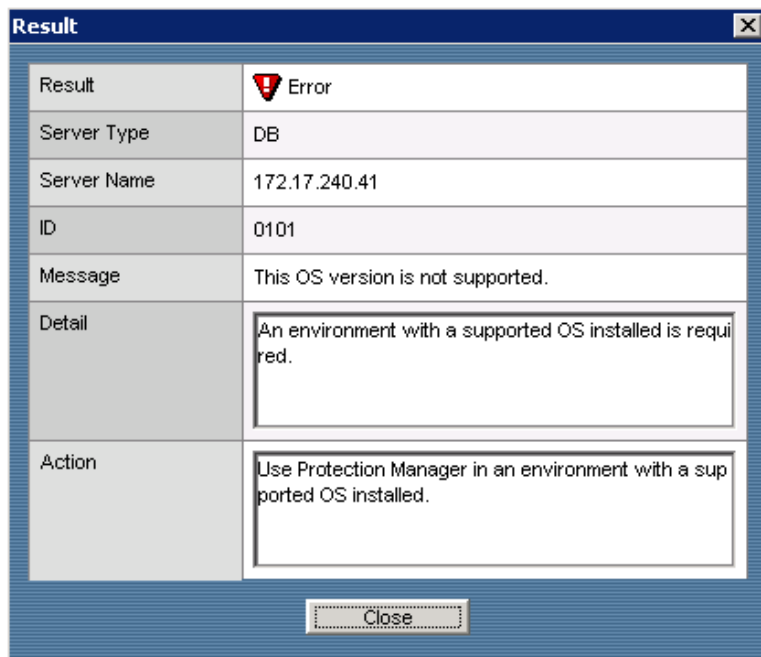 Result
Result Error
Server Type DB
Server Name 172.17.240.41
ID 0101
Message This OS version is not supported.
Detail An environment with a supported OS installed is requi
red.
Action Use Protection Manager in an environment with a sup
ported OS installed.
Close